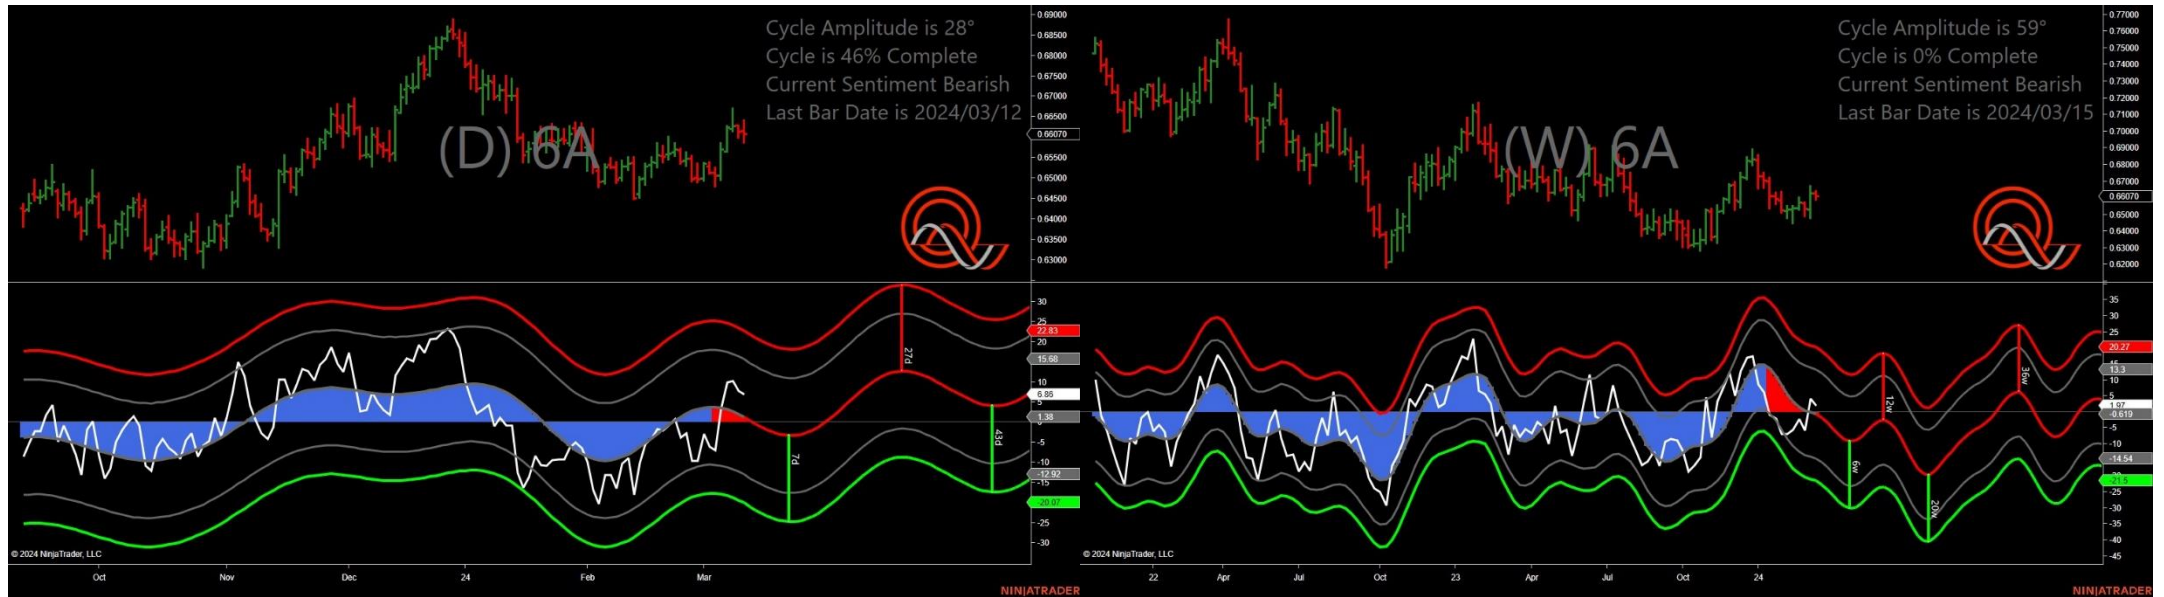 Cycle Amplitude is 28°
Cycle is 46% Complete
Current Sentiment Bearish
Last Bar Date is 2024/03/12
(D) 6A
0.69000
0.68500
0.68000
0.67500
0.67000
0.66500
0.66070
0.65500
0.65000
0.64500
0.64000
0.63500
0.63000
30
25
22.83
20
15.68
10
6.86
5
1.38
-5
-10
-12.92
-15
-20.07
-25
-30
7d
27d
43d
© 2024 NinjaTrader, LLC
Oct
Nov
Dec
24
Feb
Mar
NINJATRADER
Cycle Amplitude is 59°
Cycle is 0% Complete
Current Sentiment Bearish
Last Bar Date is 2024/03/15
(W) 6A
0.77000
0.76000
0.75000
0.74000
0.73000
0.72000
0.71000
0.70000
0.69000
0.68000
0.67000
0.66070
0.65000
0.64000
0.63000
0.62000
35
30
25
20.27
15
13.3
10
5
1.97
-0.619
-5
-10
-14.54
-21.5
-25
-30
-35
-40
-45
6w
12w
20w
36w
© 2024 NinjaTrader, LLC
22
Apr
Jul
Oct
23
Apr
Jul
Oct
24
NINJATRADER